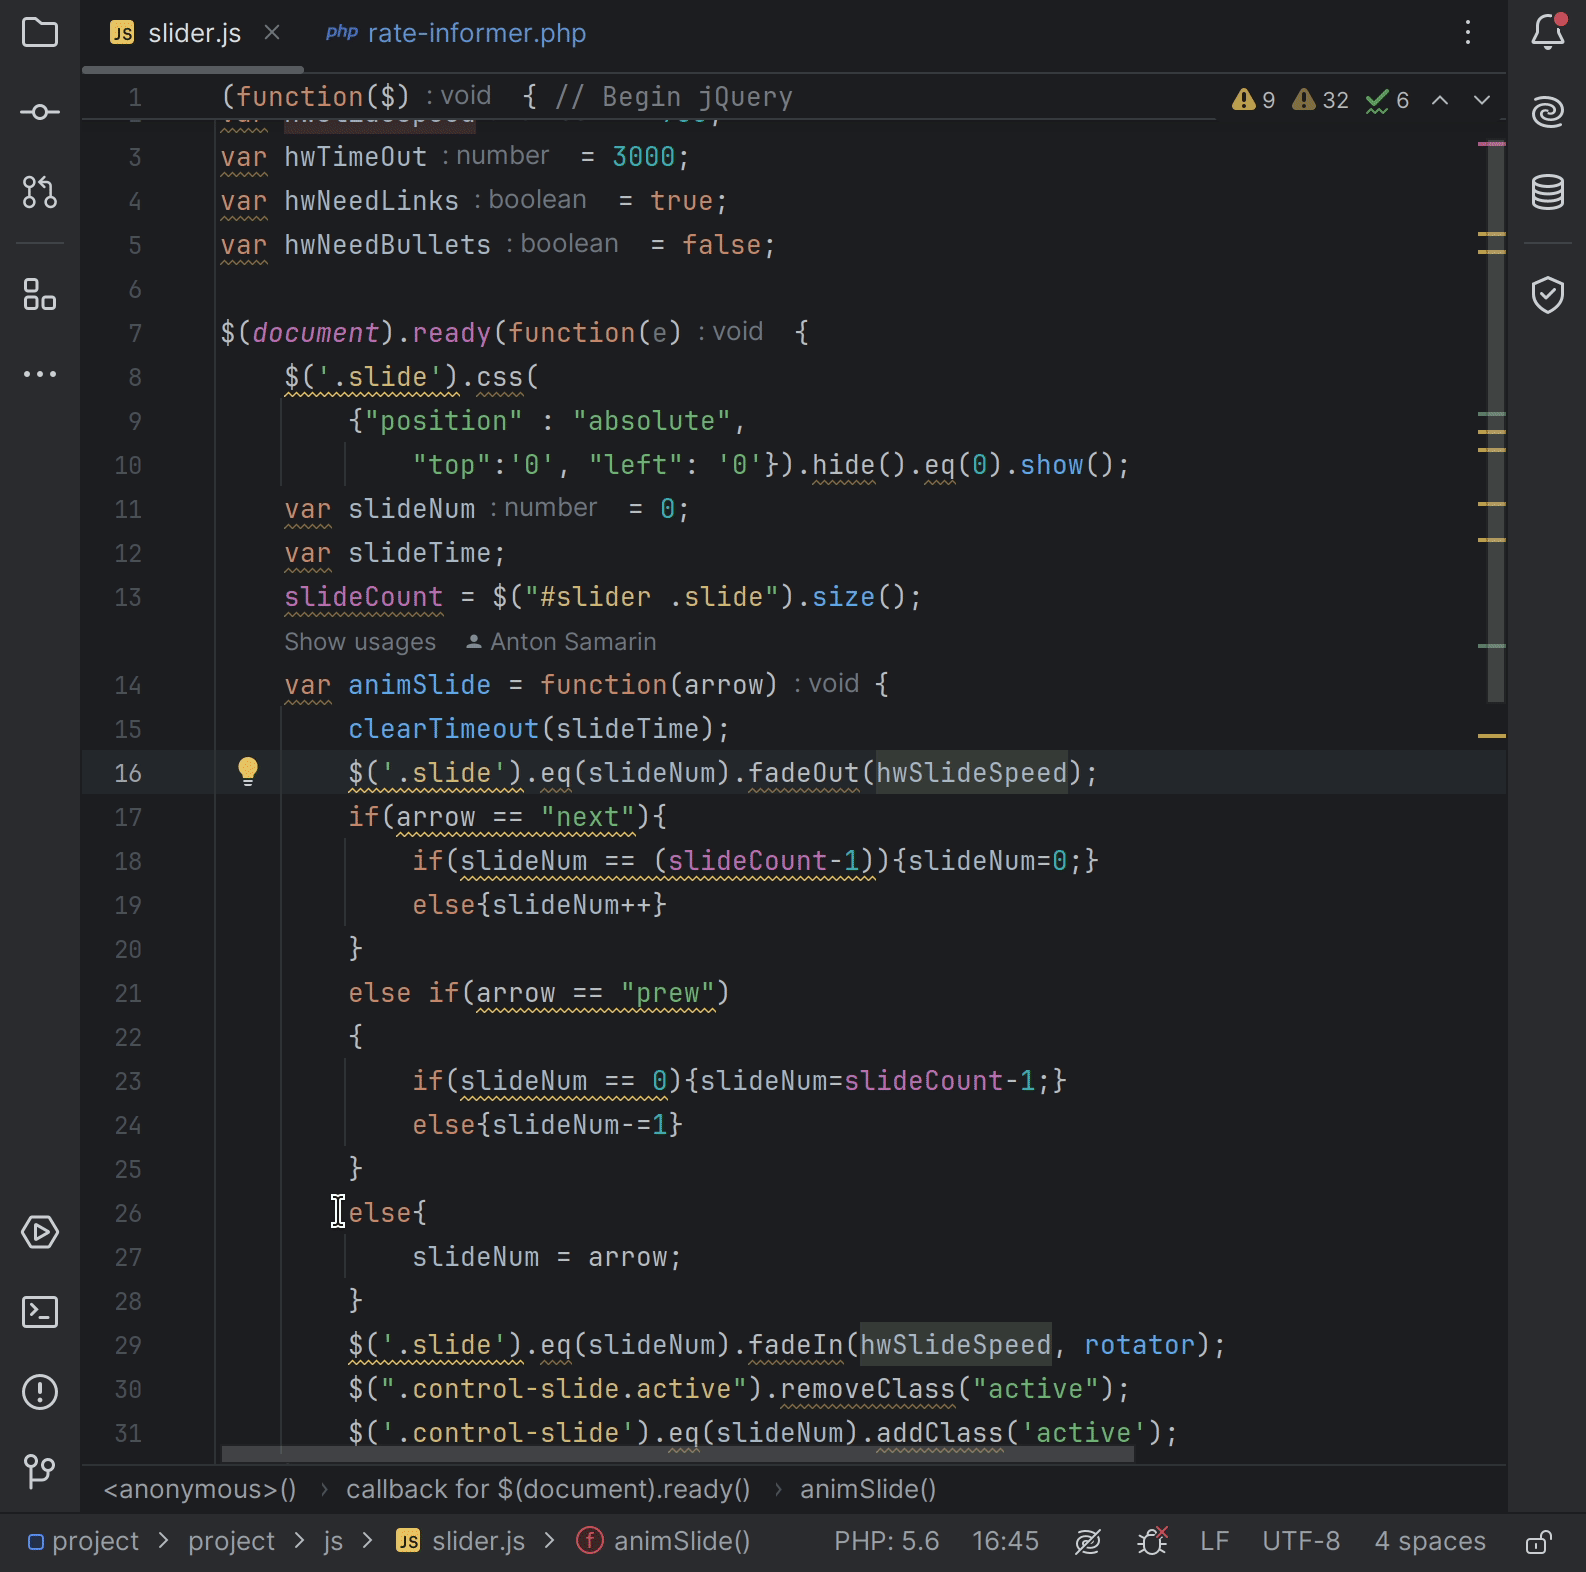 JS slider.js
php rate-informer.php
1 (function($) : void { // Begin jQuery
9 32 6
3 var hwTimeOut : number = 3000;
4 var hwNeedLinks : boolean = true;
5 var hwNeedBullets : boolean = false;
6
7 $(document).ready(function(e) : void {
8 $('.slide').css(
9 {"position" : "absolute",
10 "top":'0', "left": '0'}).hide().eq(0).show();
11 var slideNum : number = 0;
12 var slideTime;
13 slideCount = $("#slider .slide").size();
Show usages Anton Samarin
14 var animSlide = function(arrow) : void {
15 clearTimeout(slideTime);
16 $('.slide').eq(slideNum).fadeOut(hwSlideSpeed);
17 if(arrow == "next"){
18 if(slideNum == (slideCount-1)){slideNum=0;}
19 else{slideNum++}
20 }
21 else if(arrow == "prew")
22 {
23 if(slideNum == 0){slideNum=slideCount-1;}
24 else{slideNum-=1}
25 }
26 else{
27 slideNum = arrow;
28 }
29 $('.slide').eq(slideNum).fadeIn(hwSlideSpeed, rotator);
30 $(".control-slide.active").removeClass("active");
31 $('.control-slide').eq(slideNum).addClass('active');
<anonymous>() › callback for $(document).ready() › animSlide()
project > project > js > JS slider.js > f animSlide() PHP: 5.6 16:45 LF UTF-8 4 spaces